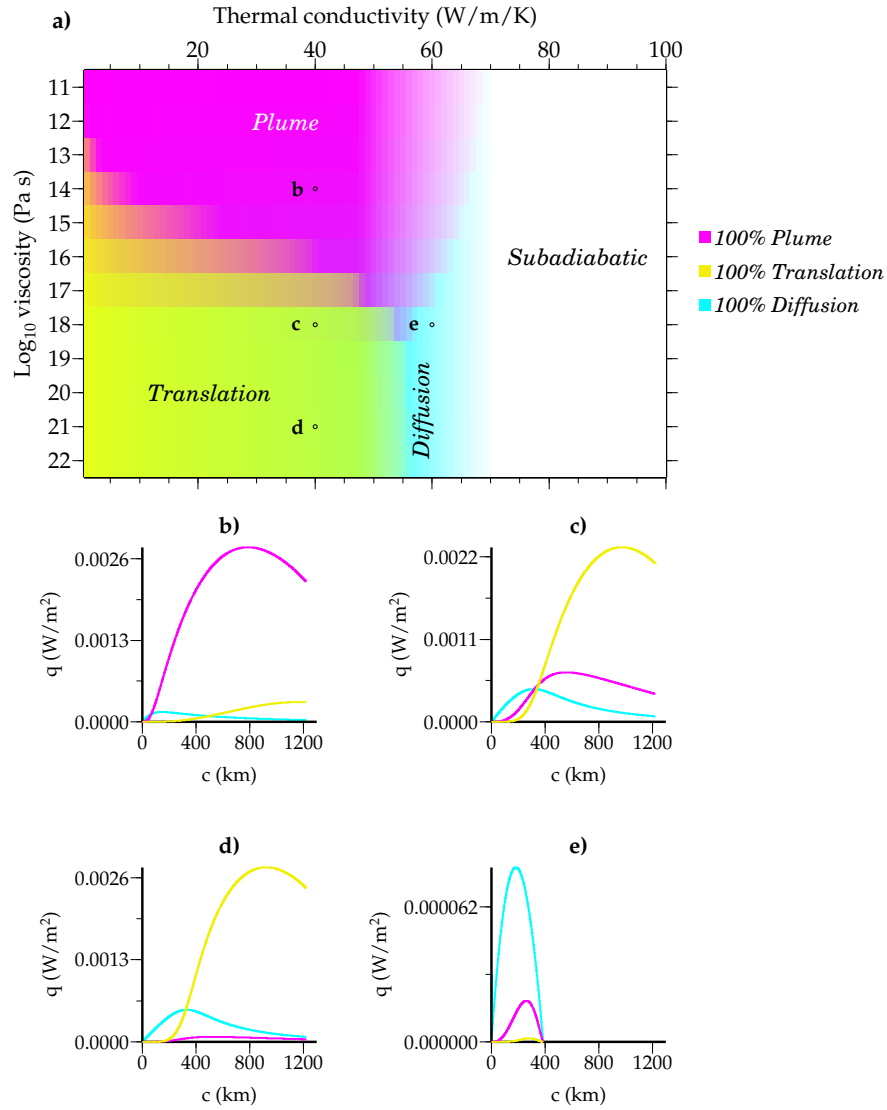 a)
Thermal conductivity (W/m/K)
20 40 60 80 100
Log10 viscosity (Pa s)
11
12
13
14
15
16
17
18
19
20
21
22
Plume
b
Subadiabatic
c
e
Translation
Diffusion
d
100% Plume
100% Translation
100% Diffusion
b)
q (W/m2)
0.0026
0.0013
0.0000
0 400 800 1200
c (km)
c)
q (W/m2)
0.0022
0.0011
0.0000
0 400 800 1200
c (km)
d)
q (W/m2)
0.0026
0.0013
0.0000
0 400 800 1200
c (km)
e)
q (W/m2)
0.000062
0.000000
0 400 800 1200
c (km)